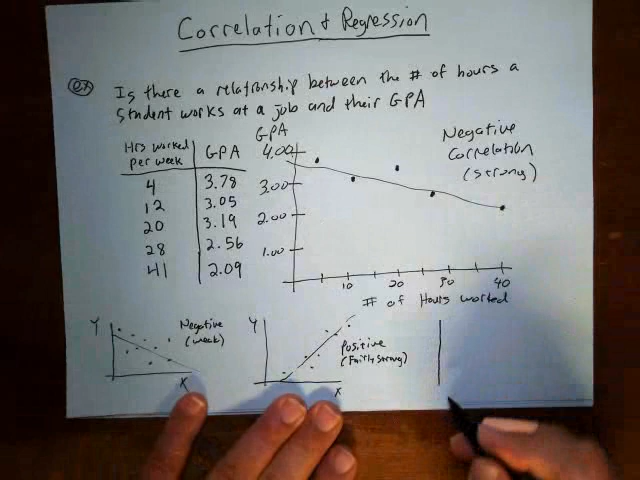 Correlation & Regression
ex Is there a relationship between the # of hours a
student works at a job and their GPA
Hrs worked
per week
GPA
4 3.78
12 3.05
20 3.19
28 2.56
41 2.09
GPA
4.00
3.00
2.00
1.00
10 20 30 40
# of Hours worked
Negative
Correlation
(strong)
Y
X
Negative
(weak)
Y
X
Positive
(Fairly strong)